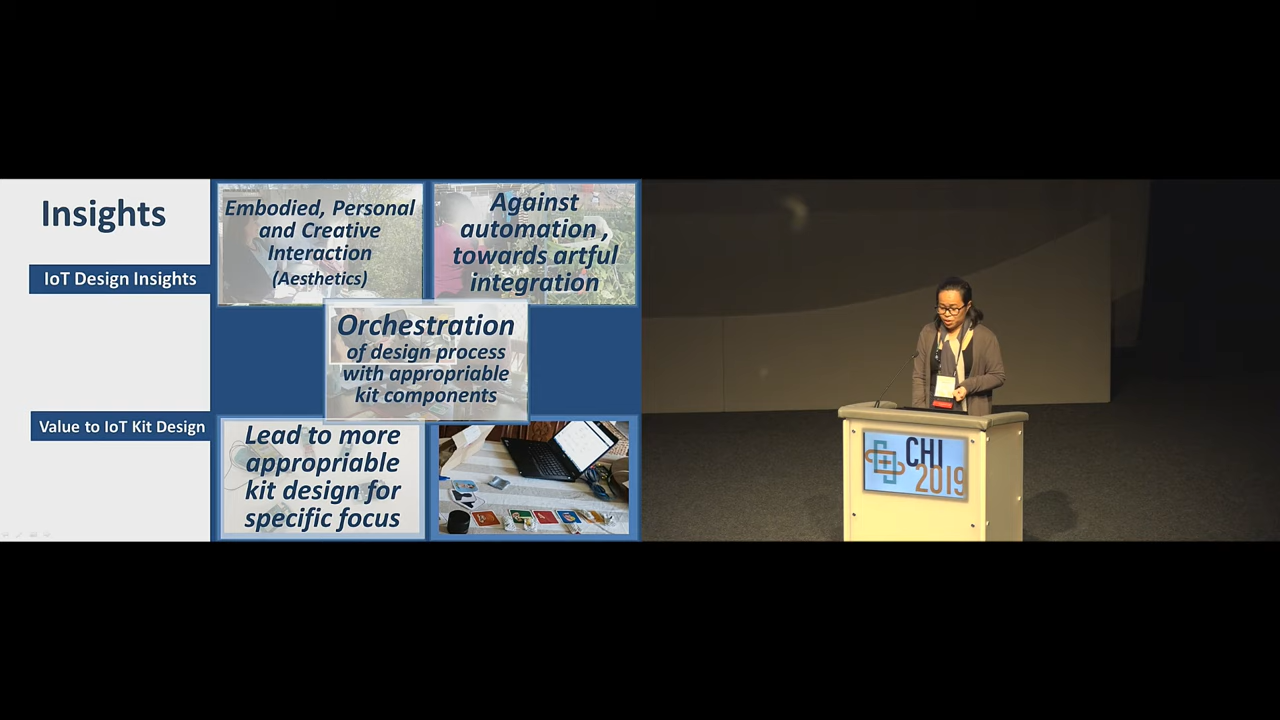 Insights
IoT Design Insights
Value to IoT Kit Design
Embodied, Personal
and Creative
Interaction
(Aesthetics)
Against
automation ,
towards artful
integration
Orchestration
of design process
with appropriable
kit components
Lead to more
appropriable
kit design for
specific focus
CHI
2019